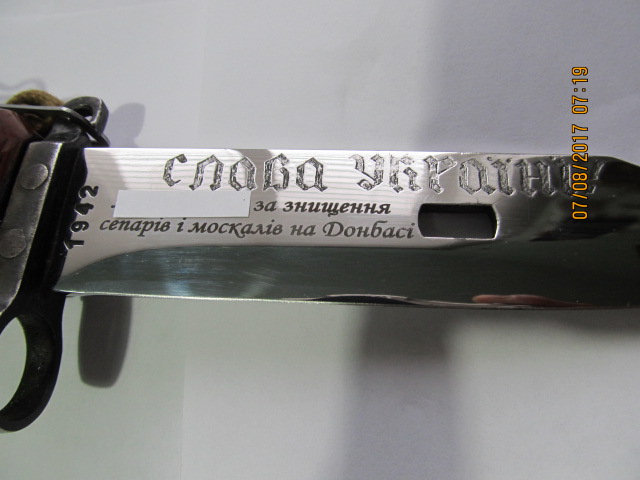 Слава Україні
за знищення
сепарів і москалів на Донбасі
1942
07/08/2017 07:19